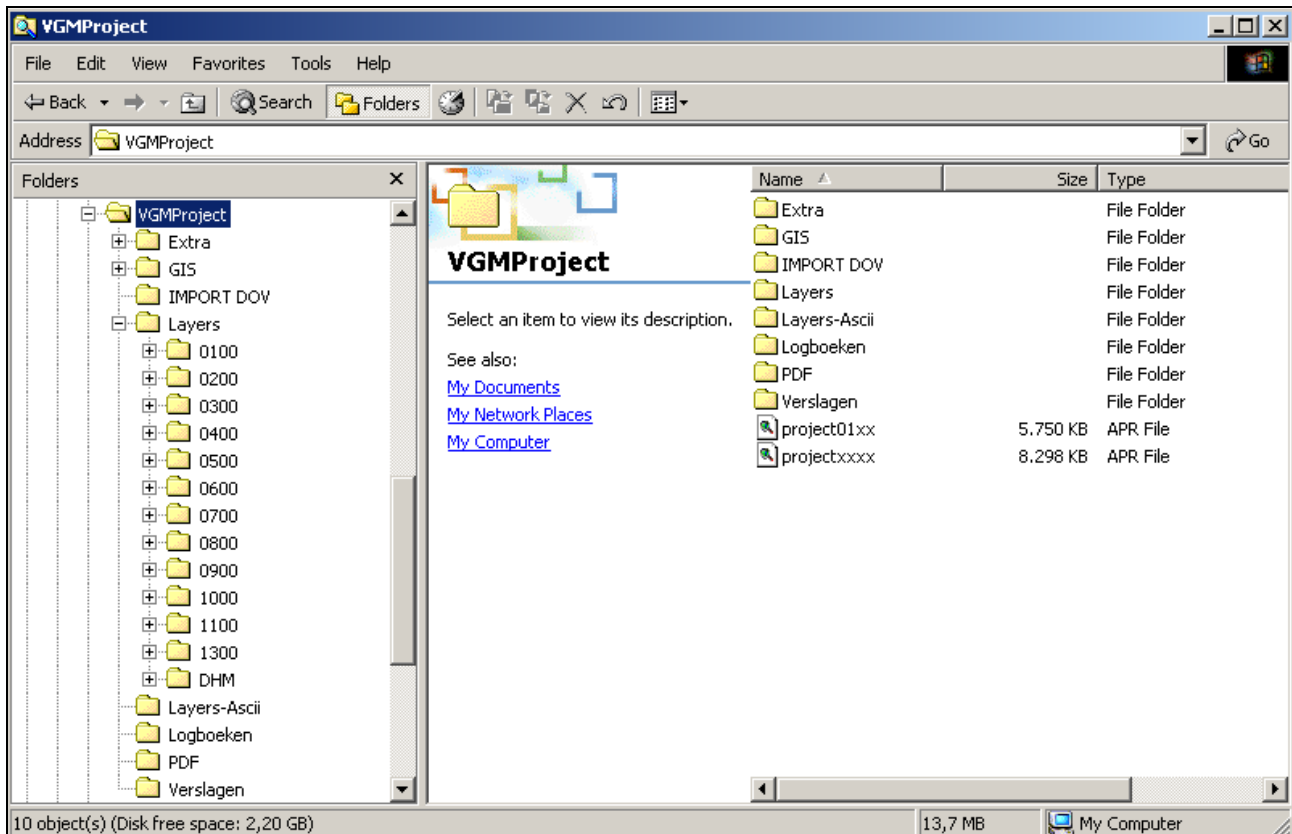 VGMProject
File Edit View Favorites Tools Help
Back Search Folders
Address VGMProject Go
Folders
VGMProject
Extra
GIS
IMPORT DOV
Layers
0100
0200
0300
0400
0500
0600
0700
0800
0900
1000
1100
1300
DHM
Layers-Ascii
Logboeken
PDF
Verslagen
VGMProject
Select an item to view its description.
See also:
My Documents
My Network Places
My Computer
Name Size Type
Extra File Folder
GIS File Folder
IMPORT DOV File Folder
Layers File Folder
Layers-Ascii File Folder
Logboeken File Folder
PDF File Folder
Verslagen File Folder
project01xx 5.750 KB APR File
projectxxxx 8.298 KB APR File
10 object(s) (Disk free space: 2,20 GB) 13,7 MB My Computer